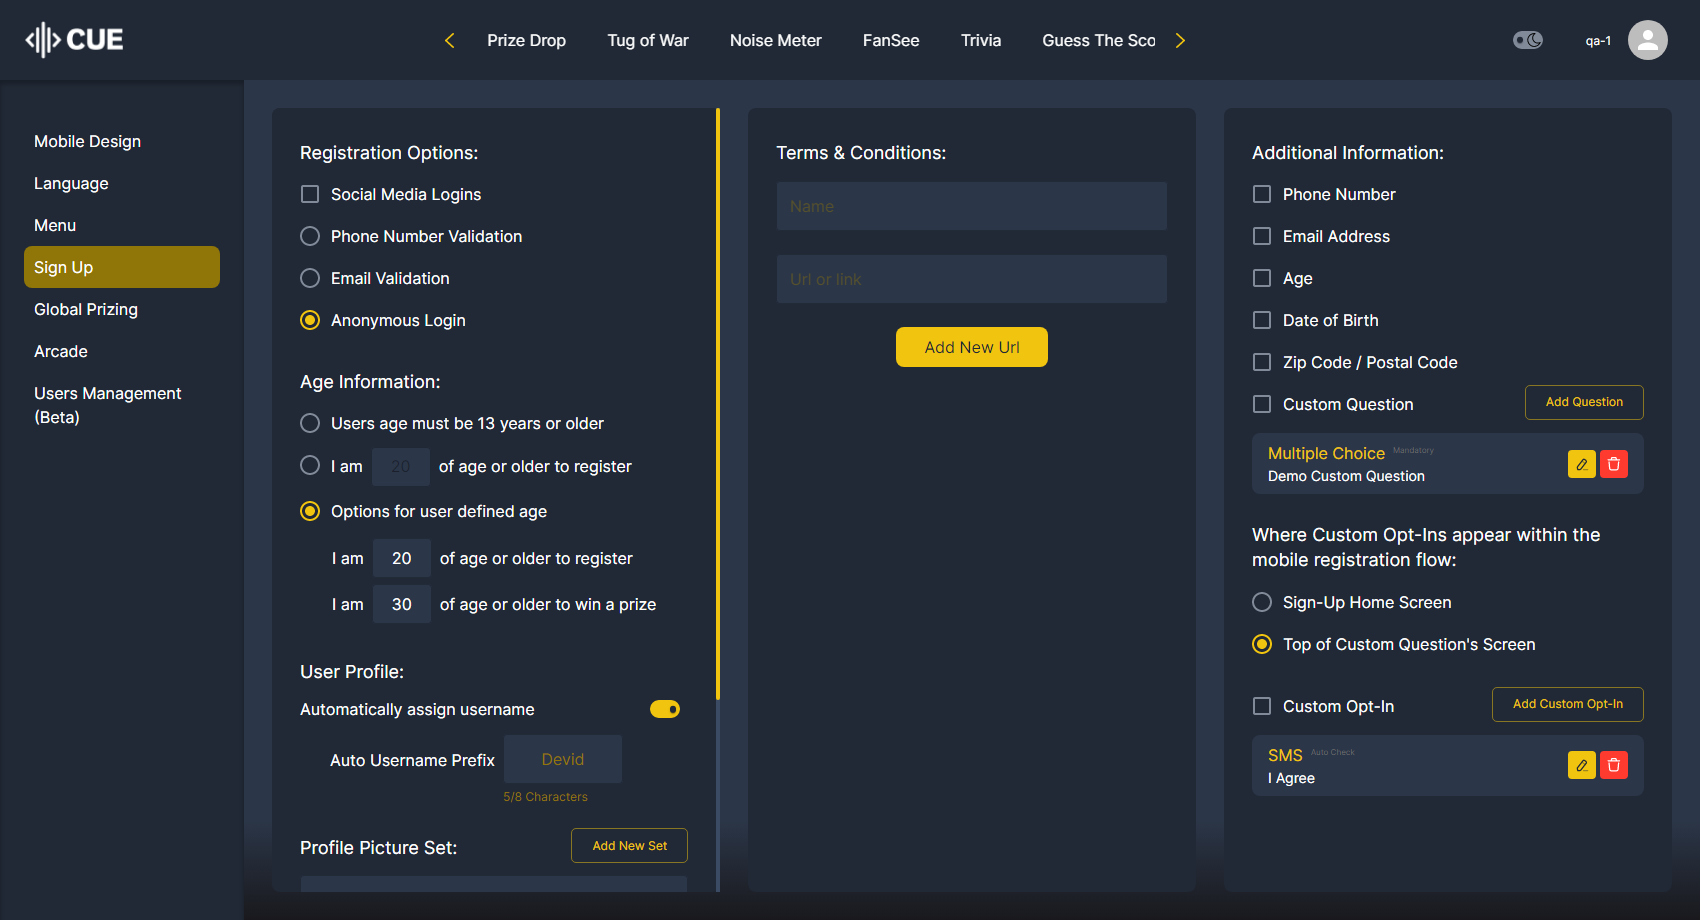 CUE
Prize Drop
Tug of War
Noise Meter
FanSee
Trivia
Guess The Sco
qa-1
Mobile Design
Language
Menu
Sign Up
Global Prizing
Arcade
Users Management
(Beta)
Registration Options:
Social Media Logins
Phone Number Validation
Email Validation
Anonymous Login
Age Information:
Users age must be 13 years or older
I am 20 of age or older to register
Options for user defined age
I am 20 of age or older to register
I am 30 of age or older to win a prize
User Profile:
Automatically assign username
Auto Username Prefix Devid
5/8 Characters
Profile Picture Set: Add New Set
Terms & Conditions:
Name
Url or link
Add New Url
Additional Information:
Phone Number
Email Address
Age
Date of Birth
Zip Code / Postal Code
Custom Question Add Question
Multiple Choice Mandatory
Demo Custom Question
Where Custom Opt-Ins appear within the
mobile registration flow:
Sign-Up Home Screen
Top of Custom Question's Screen
Custom Opt-In Add Custom Opt-In
SMS Auto Check
I Agree